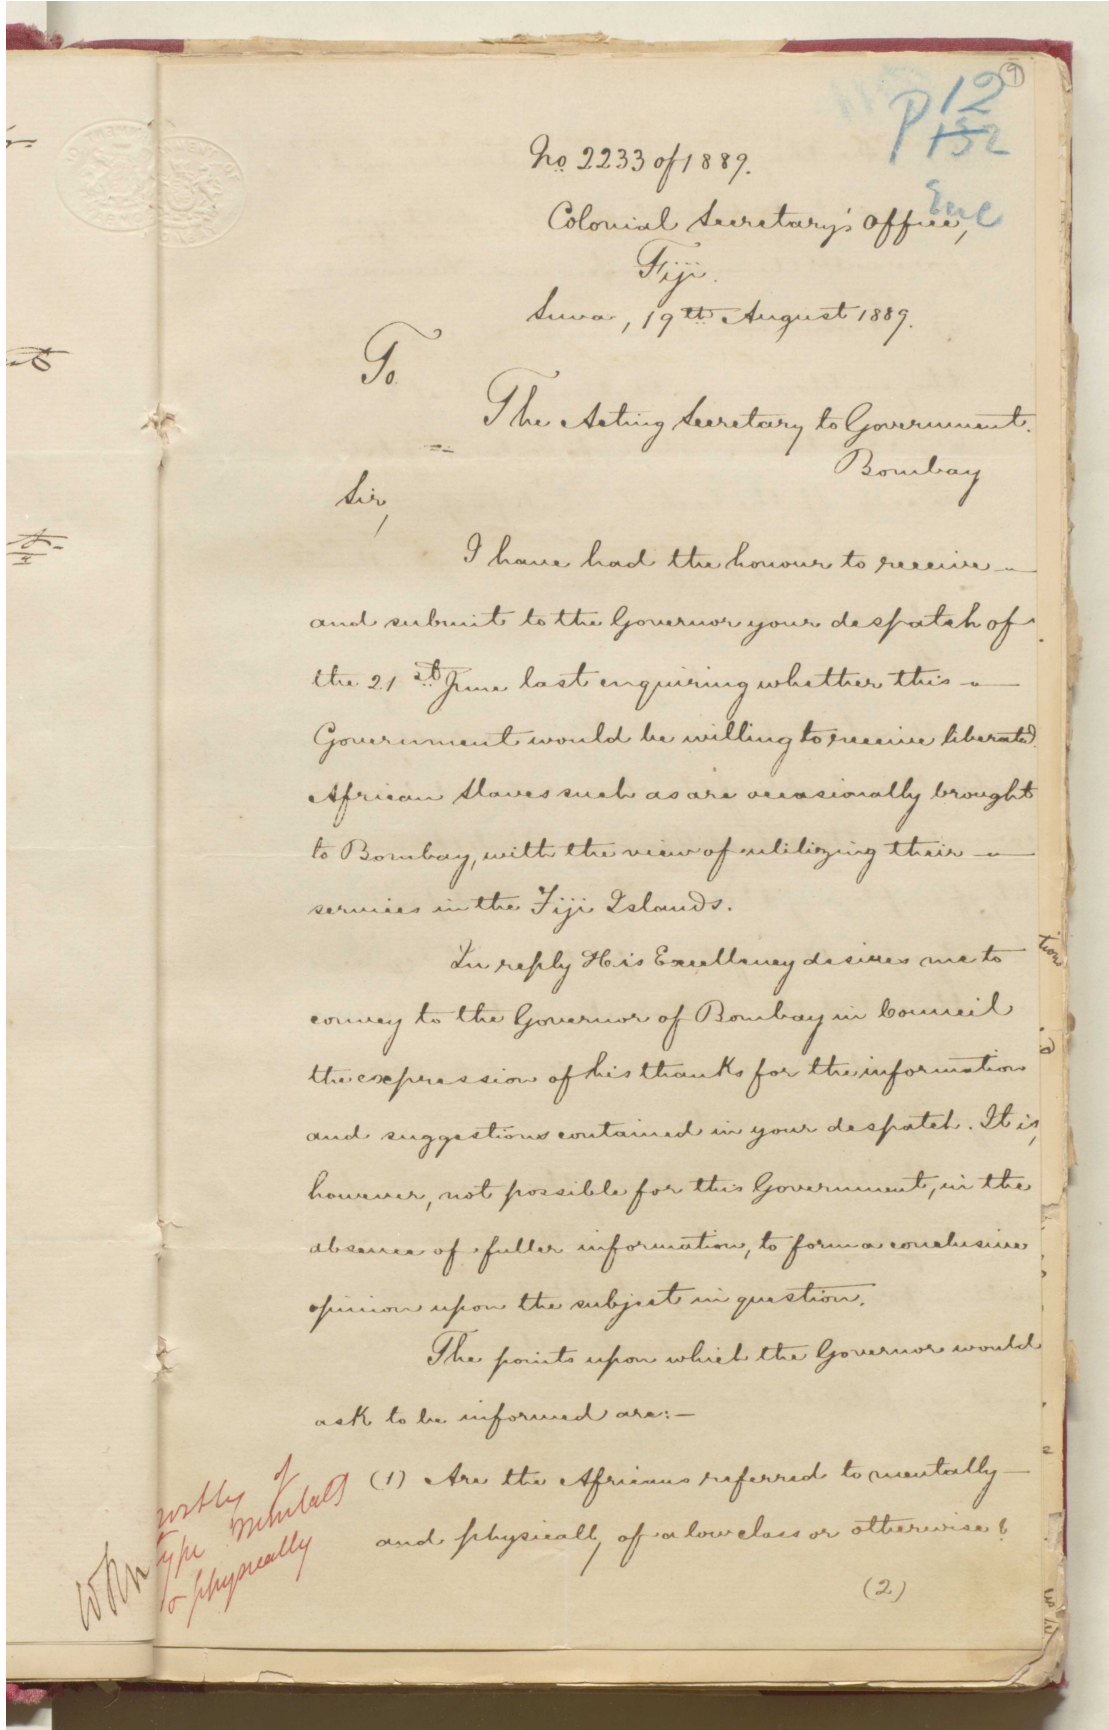 9
P 12
152
Enc
No. 2233 of 1889.
Colonial Secretary's Office,
Fiji.
Suva, 19th August 1889.
To
The Acting Secretary to Government.
Bombay
Sir,
I have had the honour to receive
and submit to the Governor your despatch of
the 21st June last enquiring whether this
Government would be willing to receive liberated
African Slaves such as are occasionally brought
to Bombay, with the view of utilizing their
services in the Fiji Islands.
In reply His Excellency desires me to
convey to the Governor of Bombay in Council
the expression of his thanks for the information
and suggestions contained in your despatch. It is,
however, not possible for this Government, in the
absence of fuller information, to form a conclusive
opinion upon the subject in question.
The points upon which the Governor would
ask to be informed are:—
(1) Are the Africans referred to mentally
and physically of a low class or otherwise?
of
type mentally
& physically
(2)